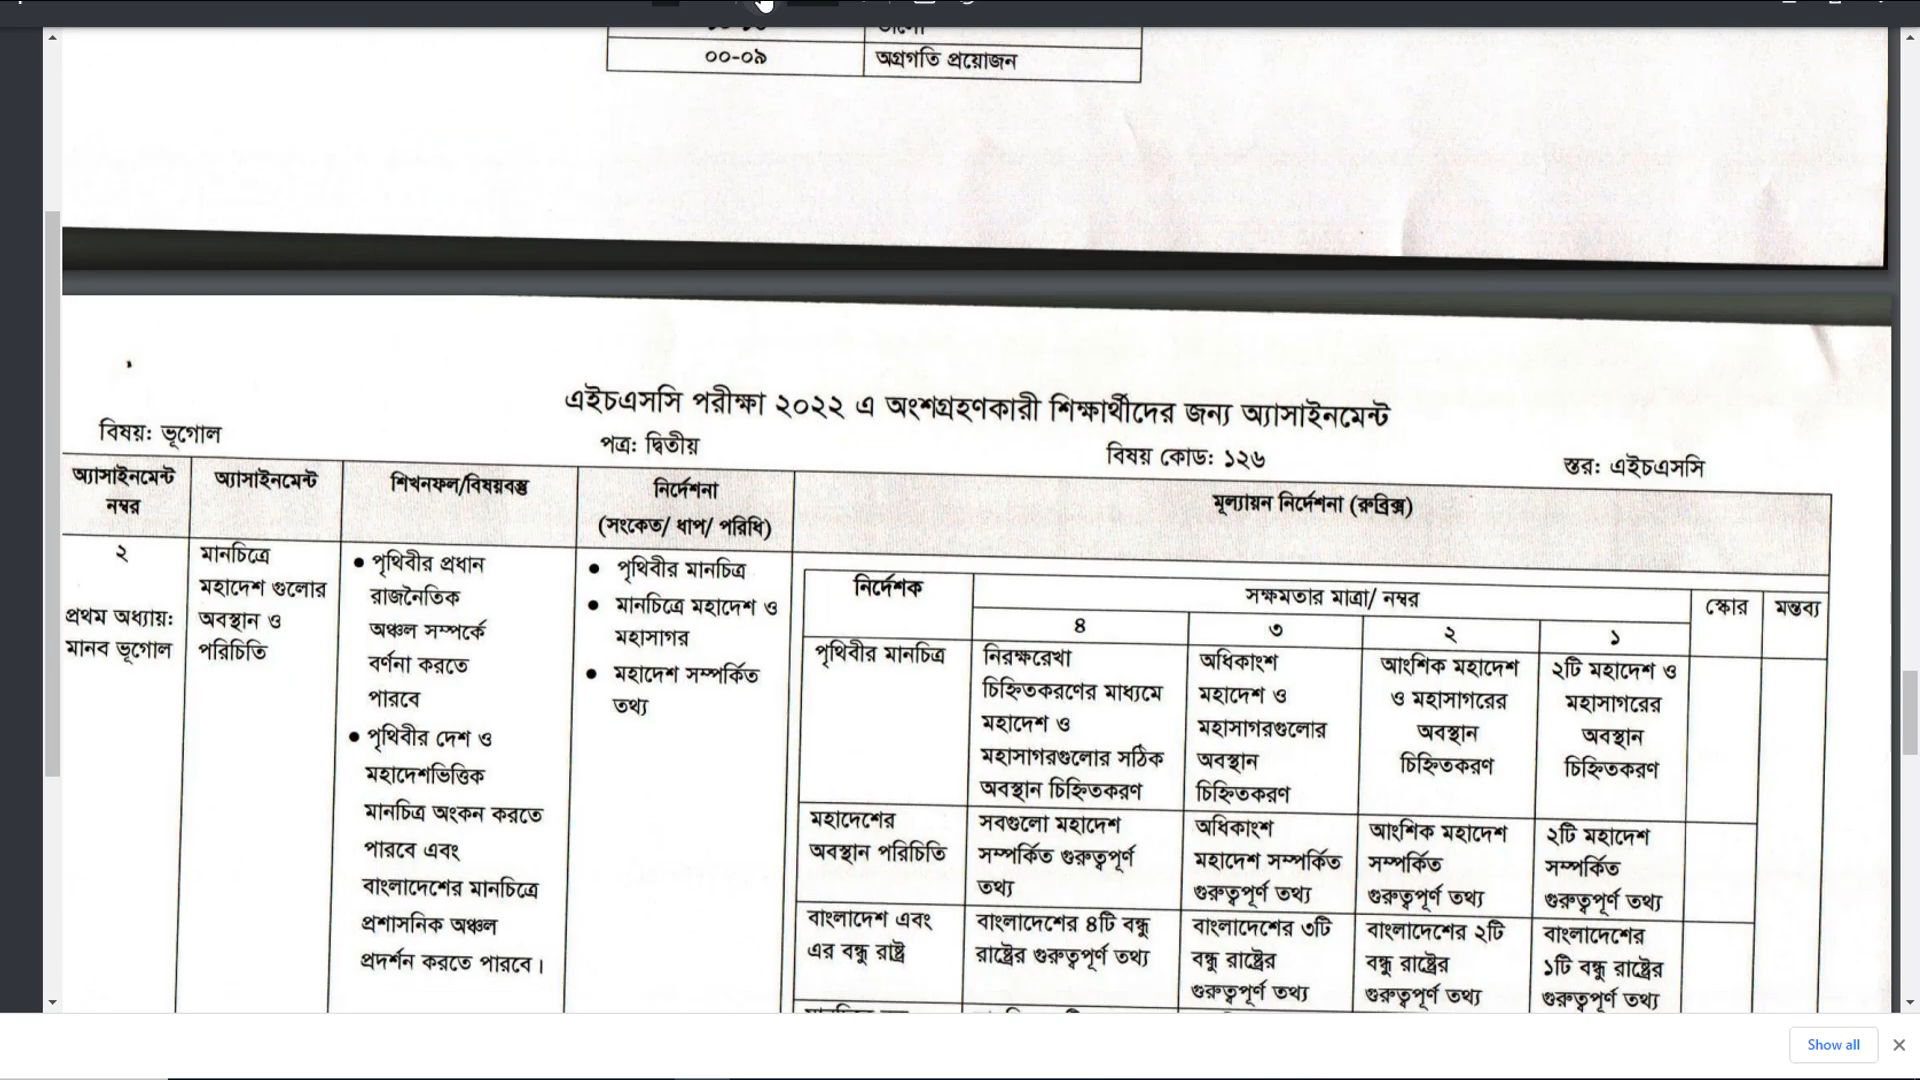 ০০-০৯ অগ্রগতি প্রয়োজন
এইচএসসি পরীক্ষা ২০২২ এ অংশগ্রহণকারী শিক্ষার্থীদের জন্য অ্যাসাইনমেন্ট
বিষয়: ভূগোল পত্র: দ্বিতীয় বিষয় কোড: ১২৬ স্তর: এইচএসসি
অ্যাসাইনমেন্ট
নম্বর
অ্যাসাইনমেন্ট
শিখনফল/বিষয়বস্তু
নির্দেশনা
(সংকেত/ ধাপ/ পরিধি)
মূল্যায়ন নির্দেশনা (রুব্রিক্স)
২
প্রথম অধ্যায়:
মানব ভূগোল
মানচিত্রে
মহাদেশ গুলোর
অবস্থান ও
পরিচিতি
● পৃথিবীর প্রধান
রাজনৈতিক
অঞ্চল সম্পর্কে
বর্ণনা করতে
পারবে
● পৃথিবীর দেশ ও
মহাদেশভিত্তিক
মানচিত্র অংকন করতে
পারবে এবং
বাংলাদেশের মানচিত্রে
প্রশাসনিক অঞ্চল
প্রদর্শন করতে পারবে।
● পৃথিবীর মানচিত্র
● মানচিত্রে মহাদেশ ও
মহাসাগর
● মহাদেশ সম্পর্কিত
তথ্য
নির্দেশক
সক্ষমতার মাত্রা/ নম্বর
স্কোর
মন্তব্য
৪ ৩ ২ ১
পৃথিবীর মানচিত্র
নিরক্ষরেখা
চিহ্নিতকরণের মাধ্যমে
মহাদেশ ও
মহাসাগরগুলোর সঠিক
অবস্থান চিহ্নিতকরণ
অধিকাংশ
মহাদেশ ও
মহাসাগরগুলোর
অবস্থান
চিহ্নিতকরণ
আংশিক মহাদেশ
ও মহাসাগরের
অবস্থান
চিহ্নিতকরণ
২টি মহাদেশ ও
মহাসাগরের
অবস্থান
চিহ্নিতকরণ
মহাদেশের
অবস্থান পরিচিতি
সবগুলো মহাদেশ
সম্পর্কিত গুরুত্বপূর্ণ
তথ্য
অধিকাংশ
মহাদেশ সম্পর্কিত
গুরুত্বপূর্ণ তথ্য
আংশিক মহাদেশ
সম্পর্কিত
গুরুত্বপূর্ণ তথ্য
২টি মহাদেশ
সম্পর্কিত
গুরুত্বপূর্ণ তথ্য
বাংলাদেশ এবং
এর বন্ধু রাষ্ট্র
বাংলাদেশের ৪টি বন্ধু
রাষ্ট্রের গুরুত্বপূর্ণ তথ্য
বাংলাদেশের ৩টি
বন্ধু রাষ্ট্রের
গুরুত্বপূর্ণ তথ্য
বাংলাদেশের ২টি
বন্ধু রাষ্ট্রের
গুরুত্বপূর্ণ তথ্য
বাংলাদেশের
১টি বন্ধু রাষ্ট্রের
গুরুত্বপূর্ণ তথ্য
Show all